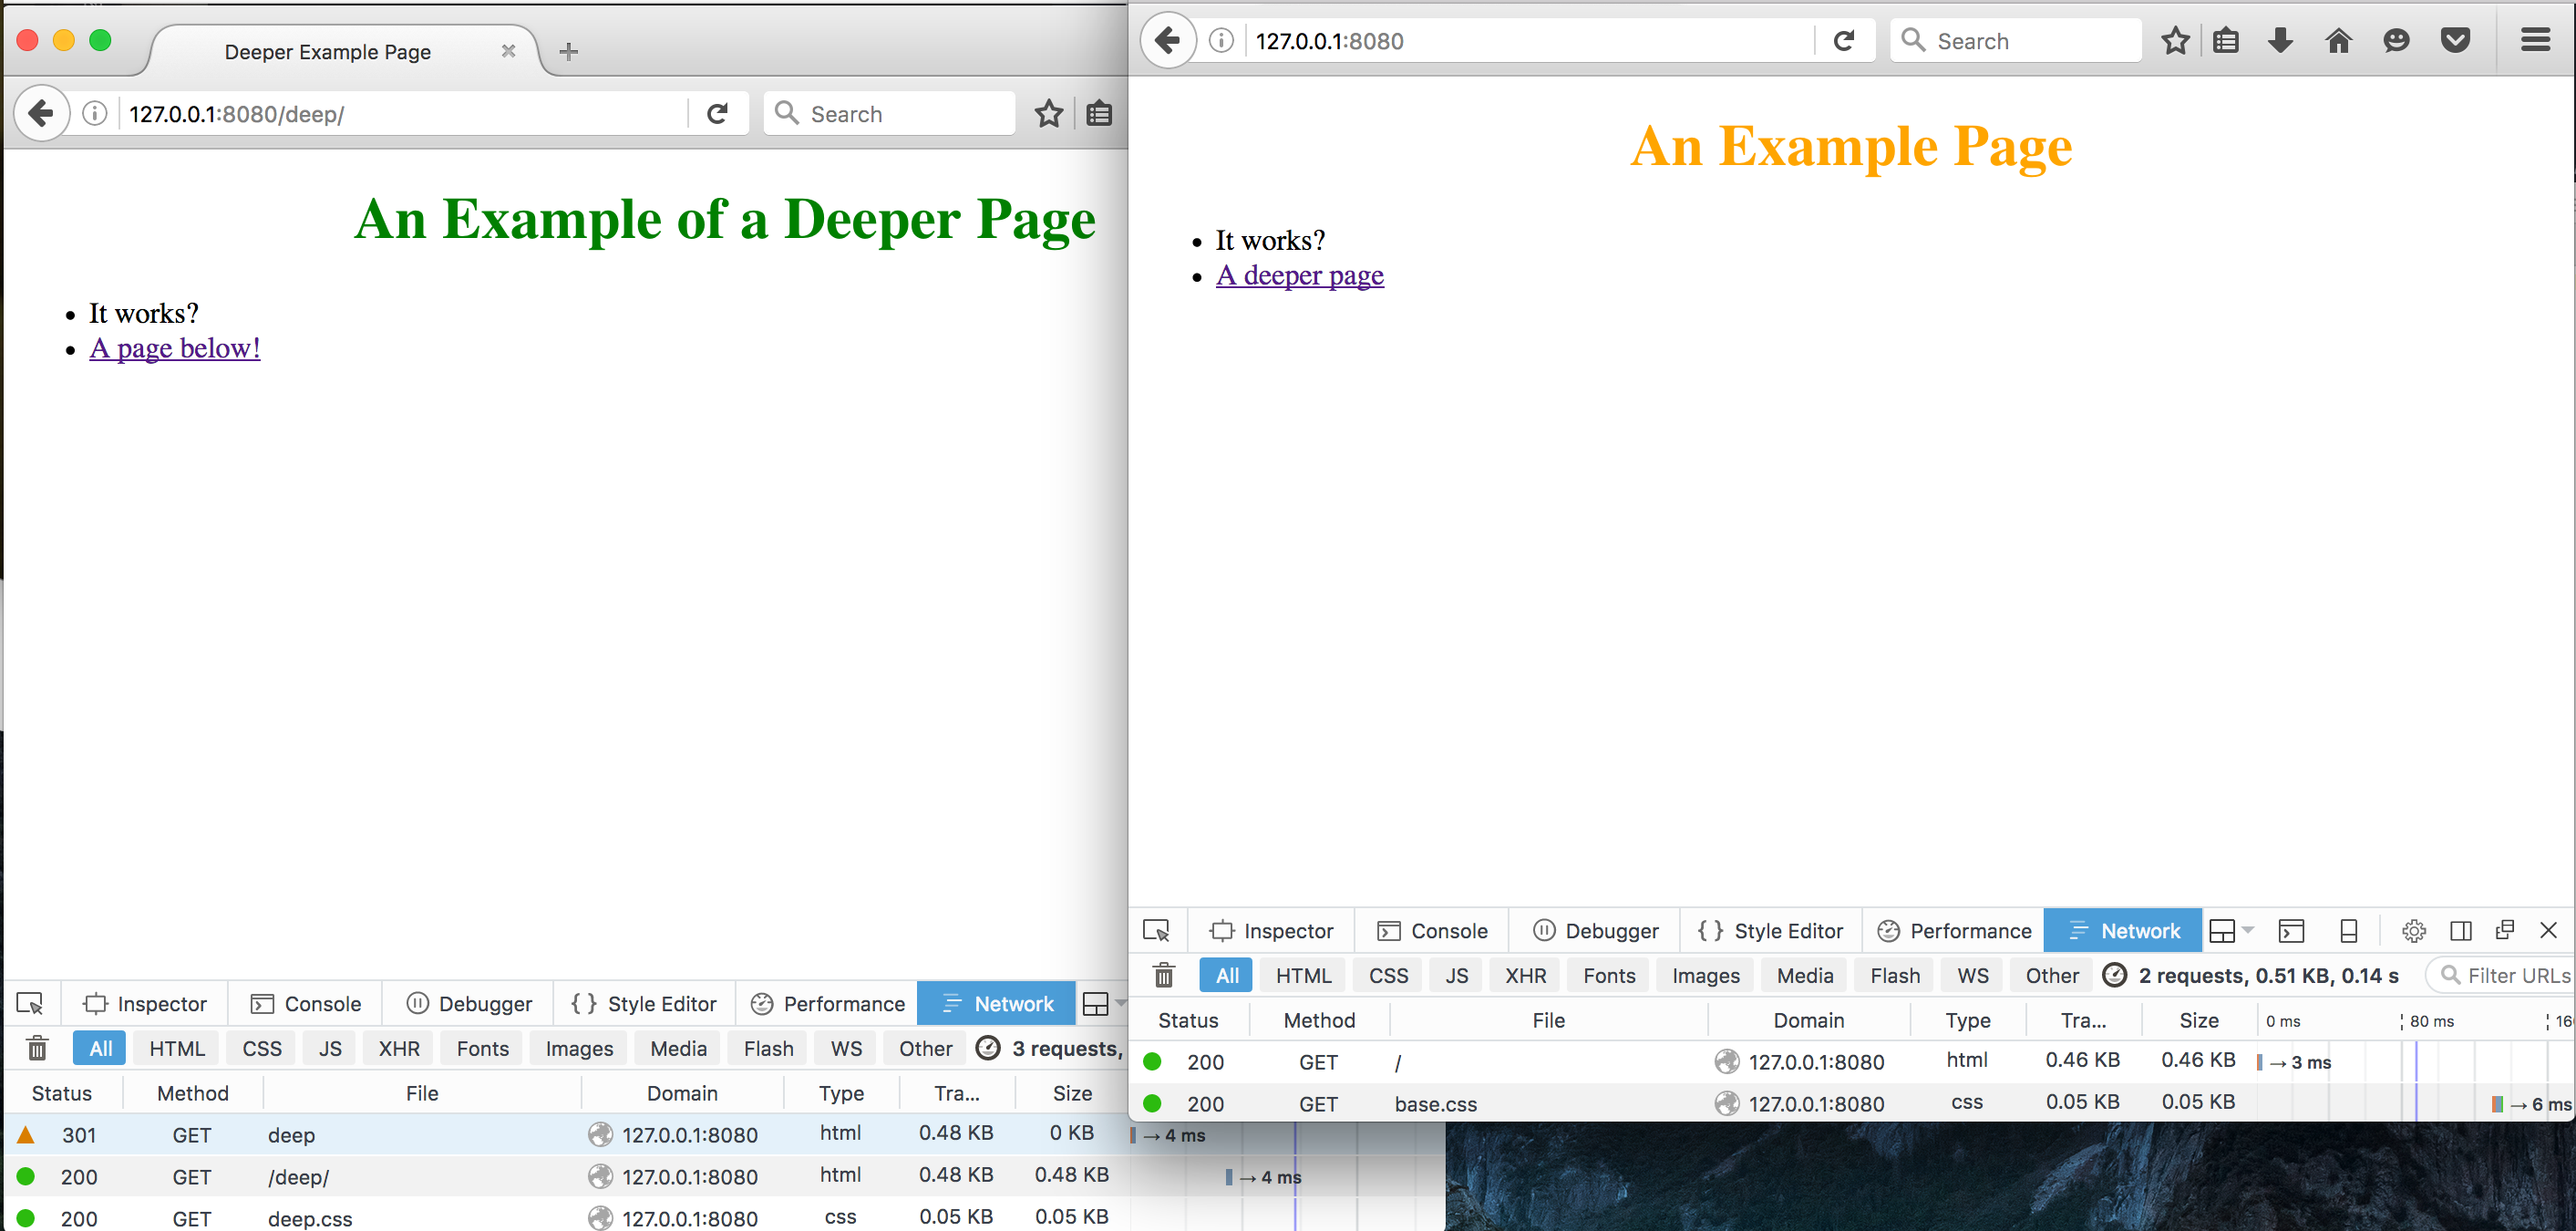 Deeper Example Page
127.0.0.1:8080/deep/
Search
An Example of a Deeper Page
It works?
A page below!
Inspector Console Debugger { } Style Editor Performance Network
All HTML CSS JS XHR Fonts Images Media Flash WS Other 3 requests,
Status Method File Domain Type Tra... Size
301 GET deep 127.0.0.1:8080 html 0.48 KB 0 KB → 4 ms
200 GET /deep/ 127.0.0.1:8080 html 0.48 KB 0.48 KB → 4 ms
200 GET deep.css 127.0.0.1:8080 css 0.05 KB 0.05 KB
127.0.0.1:8080
Search
An Example Page
It works?
A deeper page
Inspector Console Debugger { } Style Editor Performance Network
All HTML CSS JS XHR Fonts Images Media Flash WS Other 2 requests, 0.51 KB, 0.14 s Filter URLs
Status Method File Domain Type Tra... Size 0 ms 80 ms 16
200 GET / 127.0.0.1:8080 html 0.46 KB 0.46 KB → 3 ms
200 GET base.css 127.0.0.1:8080 css 0.05 KB 0.05 KB → 6 ms